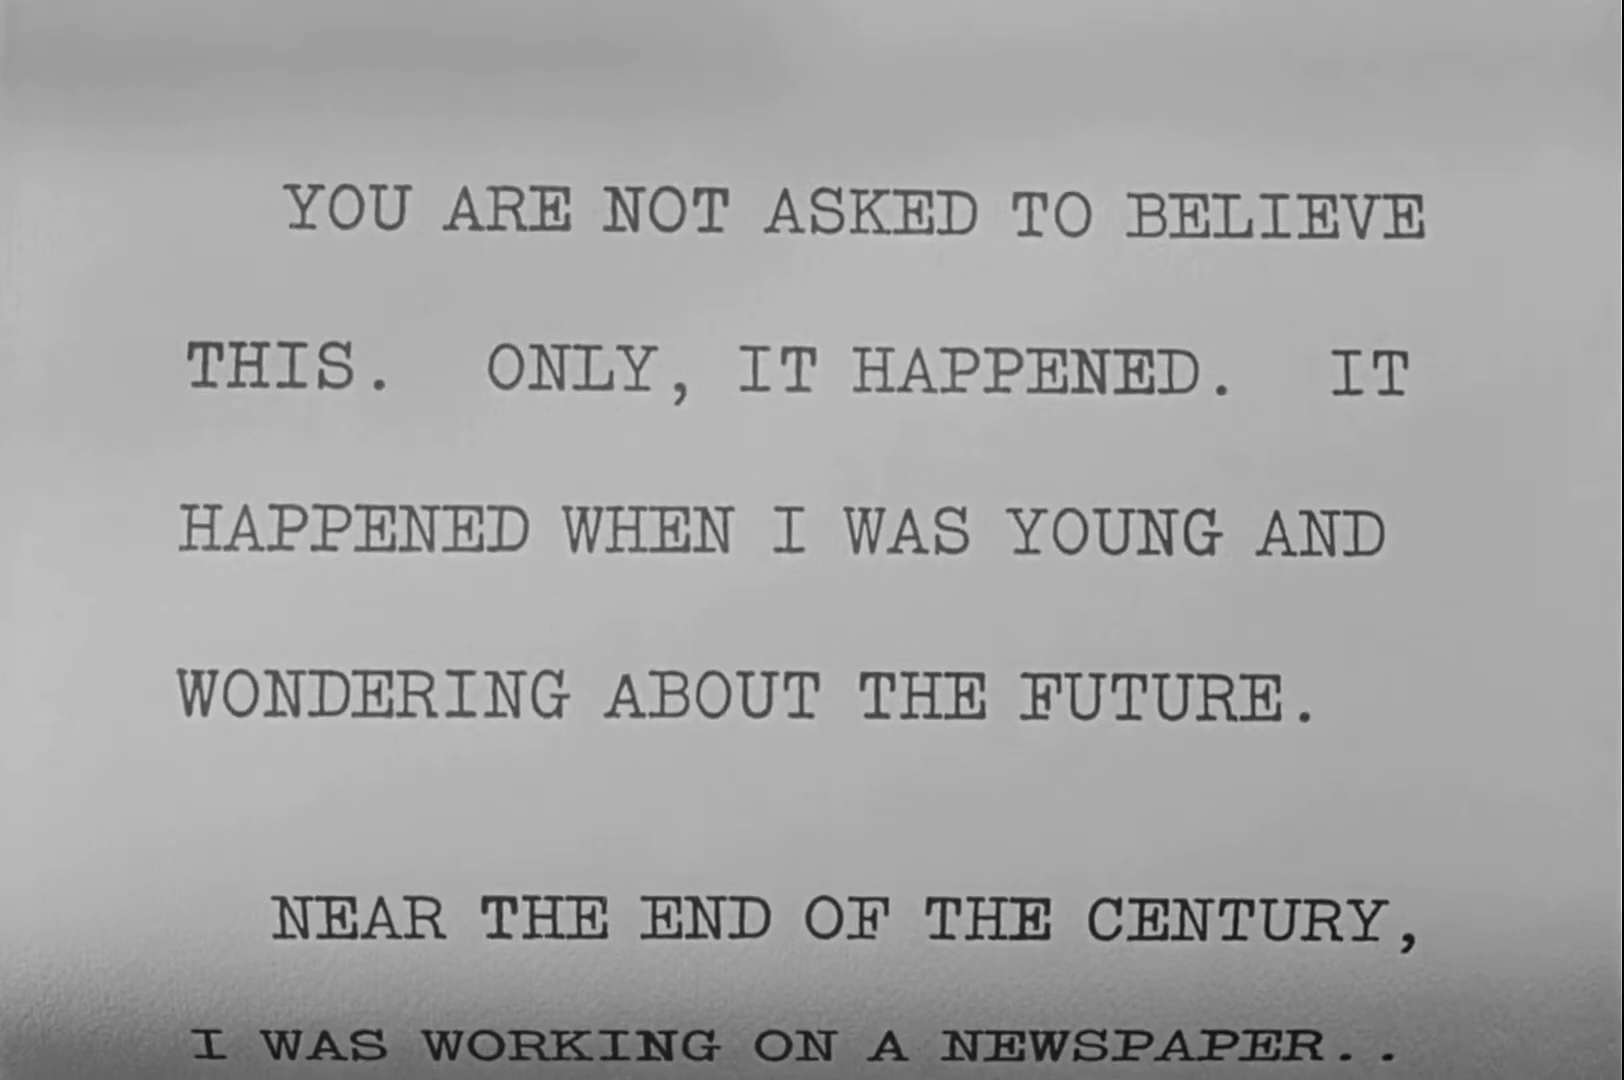 YOU ARE NOT ASKED TO BELIEVE
THIS. ONLY, IT HAPPENED. IT
HAPPENED WHEN I WAS YOUNG AND
WONDERING ABOUT THE FUTURE.
NEAR THE END OF THE CENTURY,
I WAS WORKING ON A NEWSPAPER..